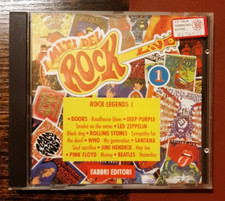 I MITI DEL
ROCK
LIVE
1
ROCK LEGENDS 1
• DOORS - Roadhouse blues • DEEP PURPLE
Smoke on the water • LED ZEPPELIN
Black dog • ROLLING STONES - Sympathy for
the devil • WHO - My generation • SANTANA
Soul sacrifice • JIMI HENDRIX - Hey Joe
• PINK FLOYD - Money • BEATLES - Yesterday
FABBRI EDITORI